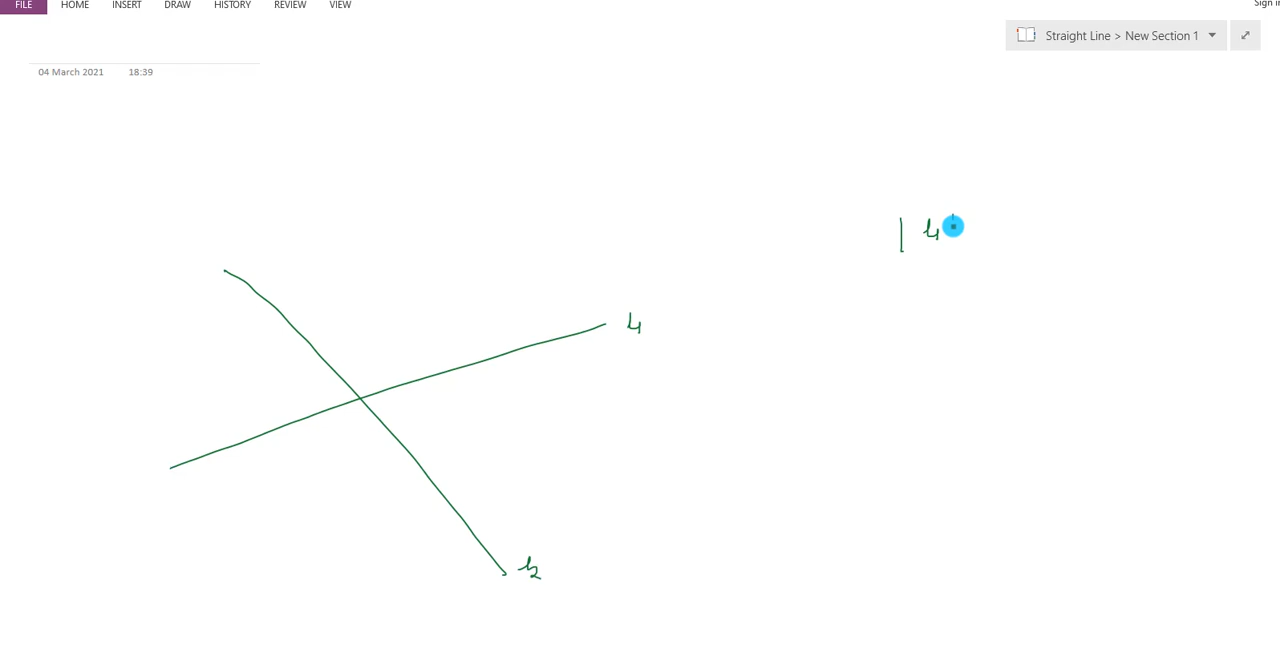 FILE HOME INSERT DRAW HISTORY REVIEW VIEW
Straight Line > New Section 1
04 March 2021 18:39
| L1
L1
L2